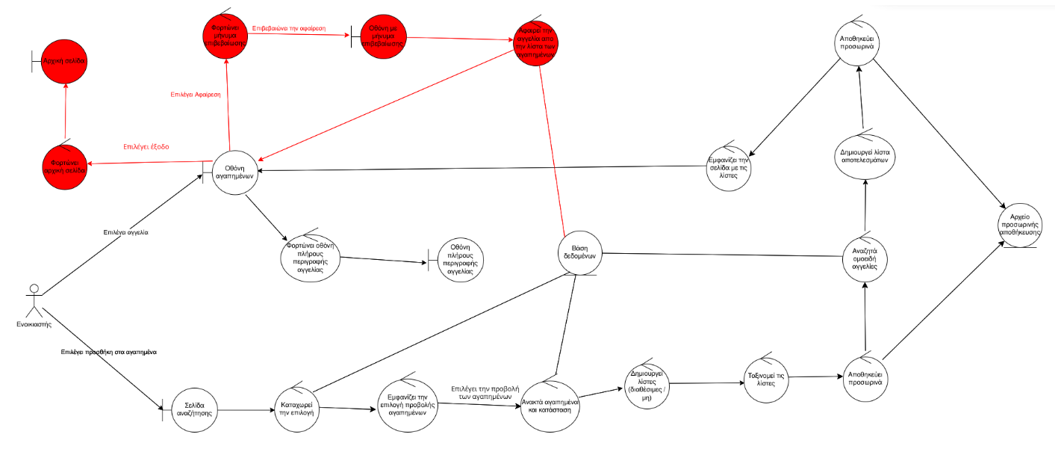 Φορτώνει
μήνυμα
επιβεβαίωσης
Επιβεβαιώνει την αφαίρεση
Οθόνη με
μήνυμα
επιβεβαίωσης
Αφαιρεί την
αγγελία από
την λίστα των
αγαπημένων
Αποθηκεύει
προσωρινά
Αρχική σελίδα
Επιλέγει Αφαίρεση
Επιλέγει έξοδο
Φορτώνει
αρχική σελίδα
Οθόνη
αγαπημένων
Εμφανίζει την
σελίδα με τις
λίστες
Δημιουργεί λίστα
αποτελεσμάτων
Επιλέγει αγγελία
Φορτώνει οθόνη
πλήρους
περιγραφής
αγγελίας
Οθόνη
πλήρους
περιγραφής
αγγελίας
Βάση
δεδομένων
Αναζητά
ομοειδή
αγγελίες
Αρχείο
προσωρινής
αποθήκευσης
Ενοικιαστής
Επιλέγει προσθήκη στα αγαπημένα
Σελίδα
αναζήτησης
Καταχωρεί
την επιλογή
Εμφανίζει την
επιλογή προβολής
αγαπημένων
Επιλέγει την προβολή
των αγαπημένων
Ανακτά αγαπημένα
και κατάσταση
Δημιουργεί
λίστες
(διαθέσιμες /
μη)
Ταξινομεί τις
λίστες
Αποθηκεύει
προσωρινά